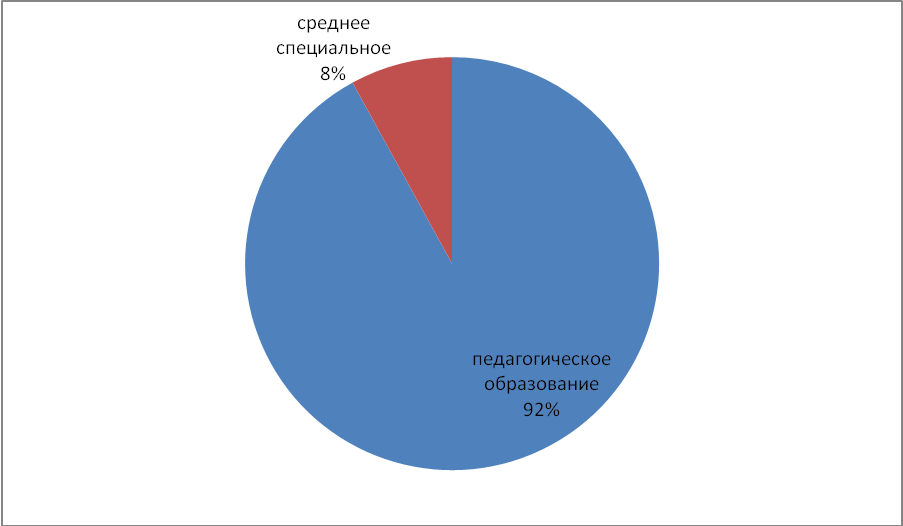 среднее
специальное
8%
педагогическое
образование
92%